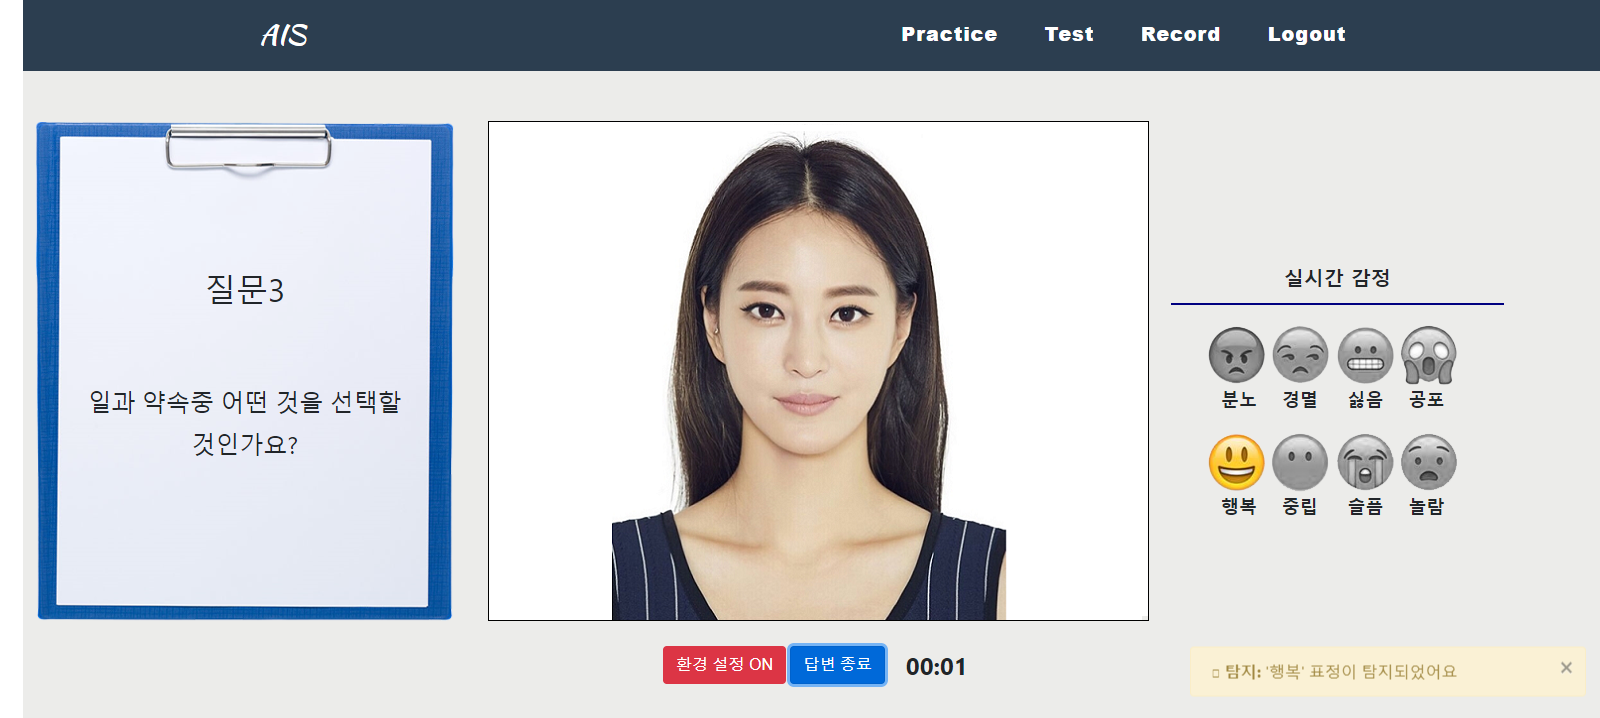 AIS
Practice
Test
Record
Logout
질문3
일과 약속중 어떤 것을 선택할
것인가요?
실시간 감정
분노 경멸 싫음 공포
행복 중립 슬픔 놀람
환경 설정 ON
답변 종료
00:01
탐지: '행복' 표정이 탐지되었어요 ×